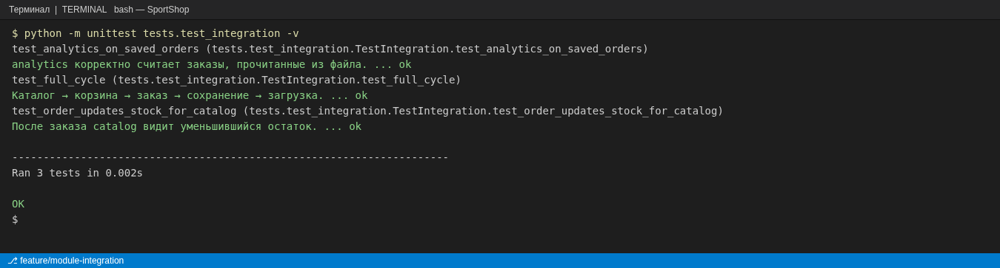 Терминал | TERMINAL bash — SportShop
$ python -m unittest tests.test_integration -v
test_analytics_on_saved_orders (tests.test_integration.TestIntegration.test_analytics_on_saved_orders)
analytics корректно считает заказы, прочитанные из файла. ... ok
test_full_cycle (tests.test_integration.TestIntegration.test_full_cycle)
Каталог → корзина → заказ → сохранение → загрузка. ... ok
test_order_updates_stock_for_catalog (tests.test_integration.TestIntegration.test_order_updates_stock_for_catalog)
После заказа catalog видит уменьшившийся остаток. ... ok
----------------------------------------------------------------------
Ran 3 tests in 0.002s
OK
$
⎇ feature/module-integration